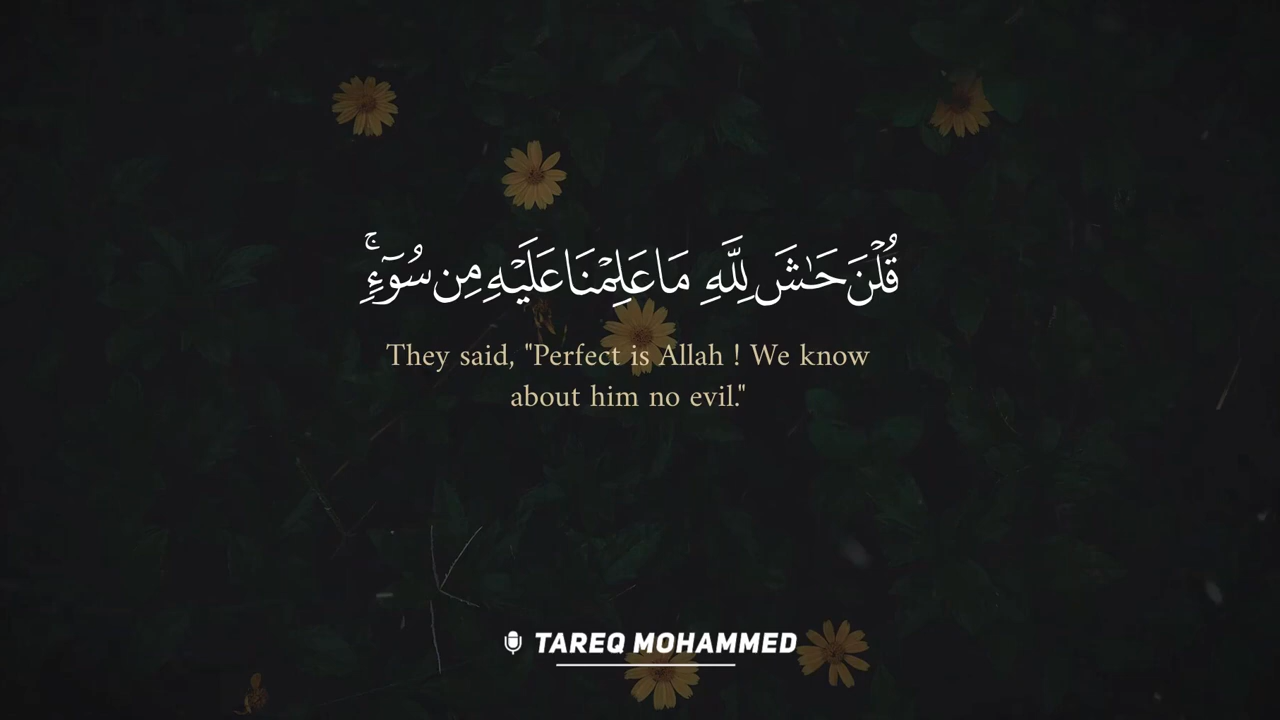 قُلْنَ حَـٰشَ لِلَّهِ مَا عَلِمْنَا عَلَيْهِ مِن سُوٓءٍۚ
They said, "Perfect is Allah ! We know
about him no evil."
TAREQ MOHAMMED